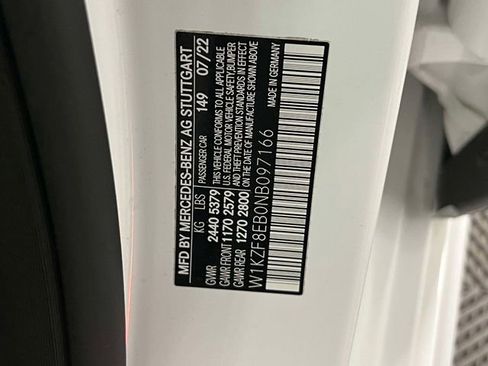 MFD BY MERCEDES-BENZ AG STUTTGART
KG LBS PASSENGER CAR 149 07/22
GVWR 2440 5379 THIS VEHICLE CONFORMS TO ALL APPLICABLE
GAWR FRONT 1170 2579 U.S. FEDERAL MOTOR VEHICLE SAFETY, BUMPER
GAWR REAR 1270 2800 AND THEFT PREVENTION STANDARDS IN EFFECT
ON THE DATE OF MANUFACTURE SHOWN ABOVE
W1KZF8EB0NB097166 MADE IN GERMANY